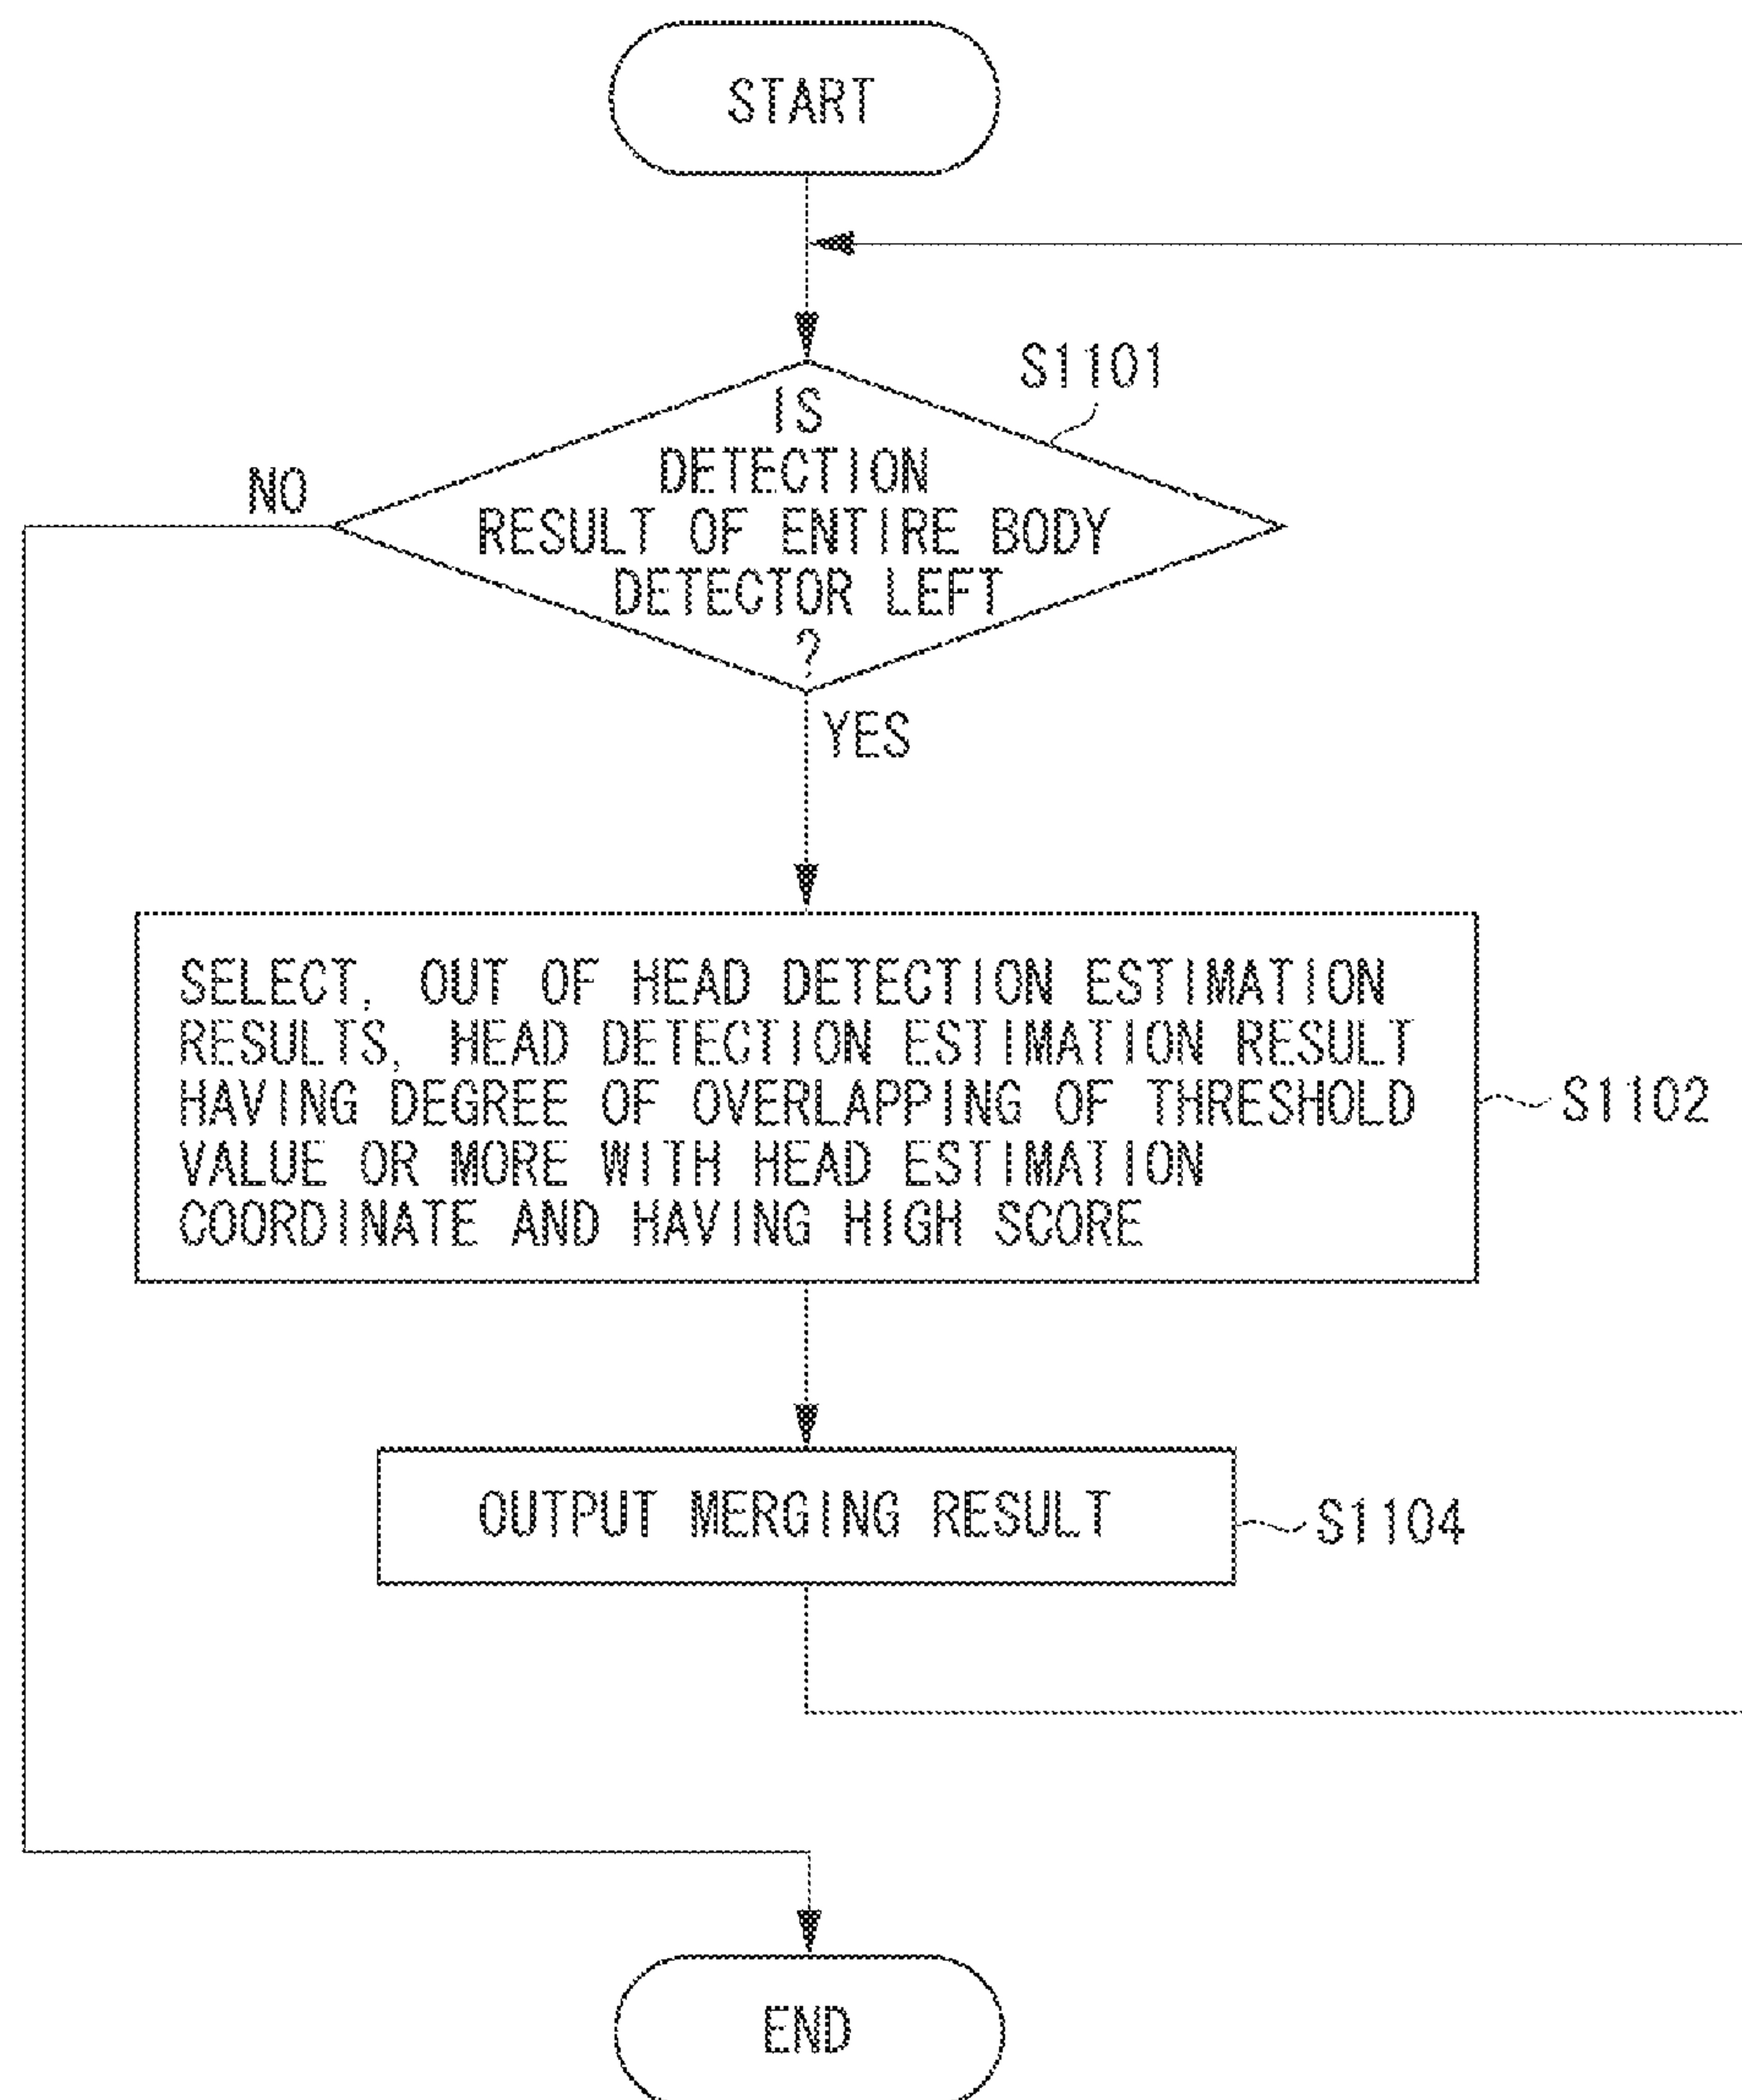 START
S1101
IS
DETECTION
RESULT OF ENTIRE BODY
DETECTOR LEFT
?
NO
YES
SELECT, OUT OF HEAD DETECTION ESTIMATION
RESULTS, HEAD DETECTION ESTIMATION RESULT
HAVING DEGREE OF OVERLAPPING OF THRESHOLD
VALUE OR MORE WITH HEAD ESTIMATION
COORDINATE AND HAVING HIGH SCORE
S1102
OUTPUT MERGING RESULT
S1104
END